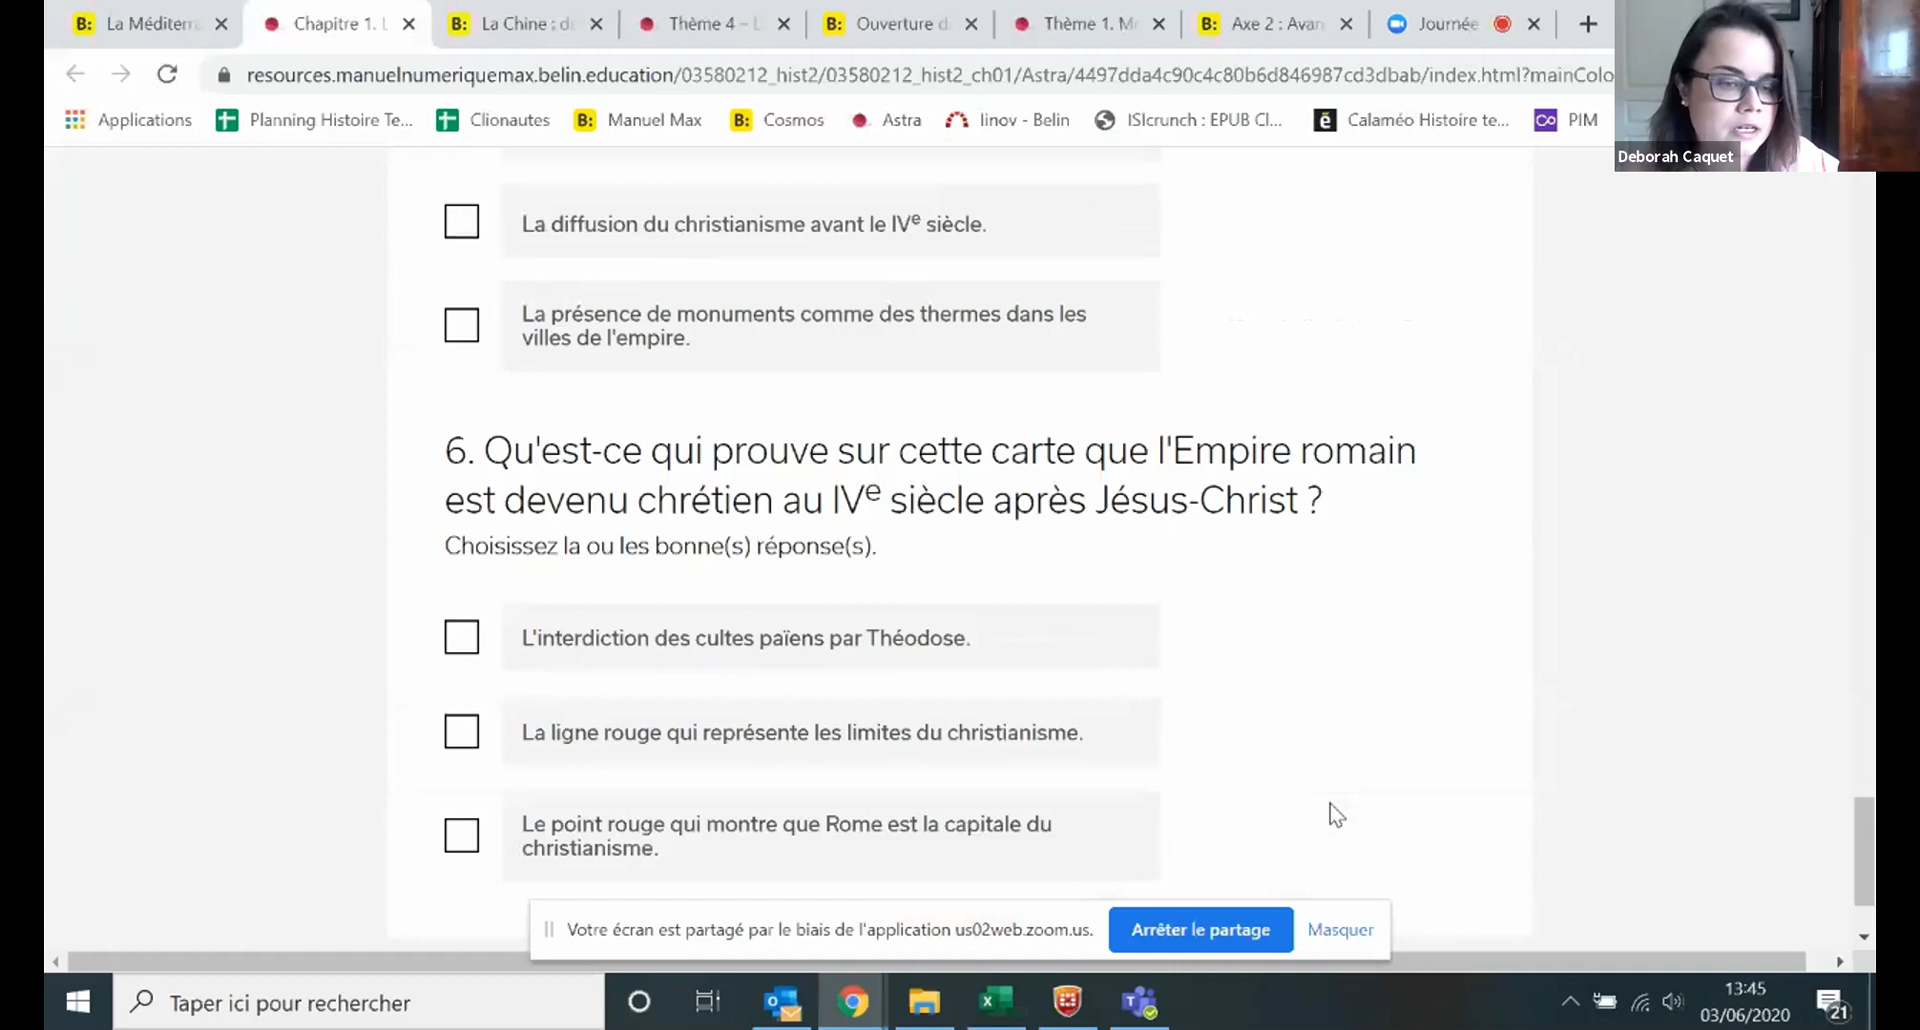 La Méditerra
Chapitre 1. L
La Chine : d
Thème 4 – L
Ouverture d
Thème 1. M
Axe 2 : Avan
Journée
resources.manuelnumeriquemax.belin.education/03580212_hist2/03580212_hist2_ch01/Astra/4497dda4c90c4c80b6d846987cd3dbab/index.html?mainColo
Applications
Planning Histoire Te...
Clionautes
Manuel Max
Cosmos
Astra
Iinov - Belin
ISIcrunch : EPUB Cl...
Calaméo Histoire te...
PIM
Deborah Caquet
La diffusion du christianisme avant le IVe siècle.
La présence de monuments comme des thermes dans les
villes de l'empire.
6. Qu'est-ce qui prouve sur cette carte que l'Empire romain
est devenu chrétien au IVe siècle après Jésus-Christ ?
Choisissez la ou les bonne(s) réponse(s).
L'interdiction des cultes païens par Théodose.
La ligne rouge qui représente les limites du christianisme.
Le point rouge qui montre que Rome est la capitale du
christianisme.
Votre écran est partagé par le biais de l'application us02web.zoom.us.
Arrêter le partage
Masquer
Taper ici pour rechercher
13:45
03/06/2020
21